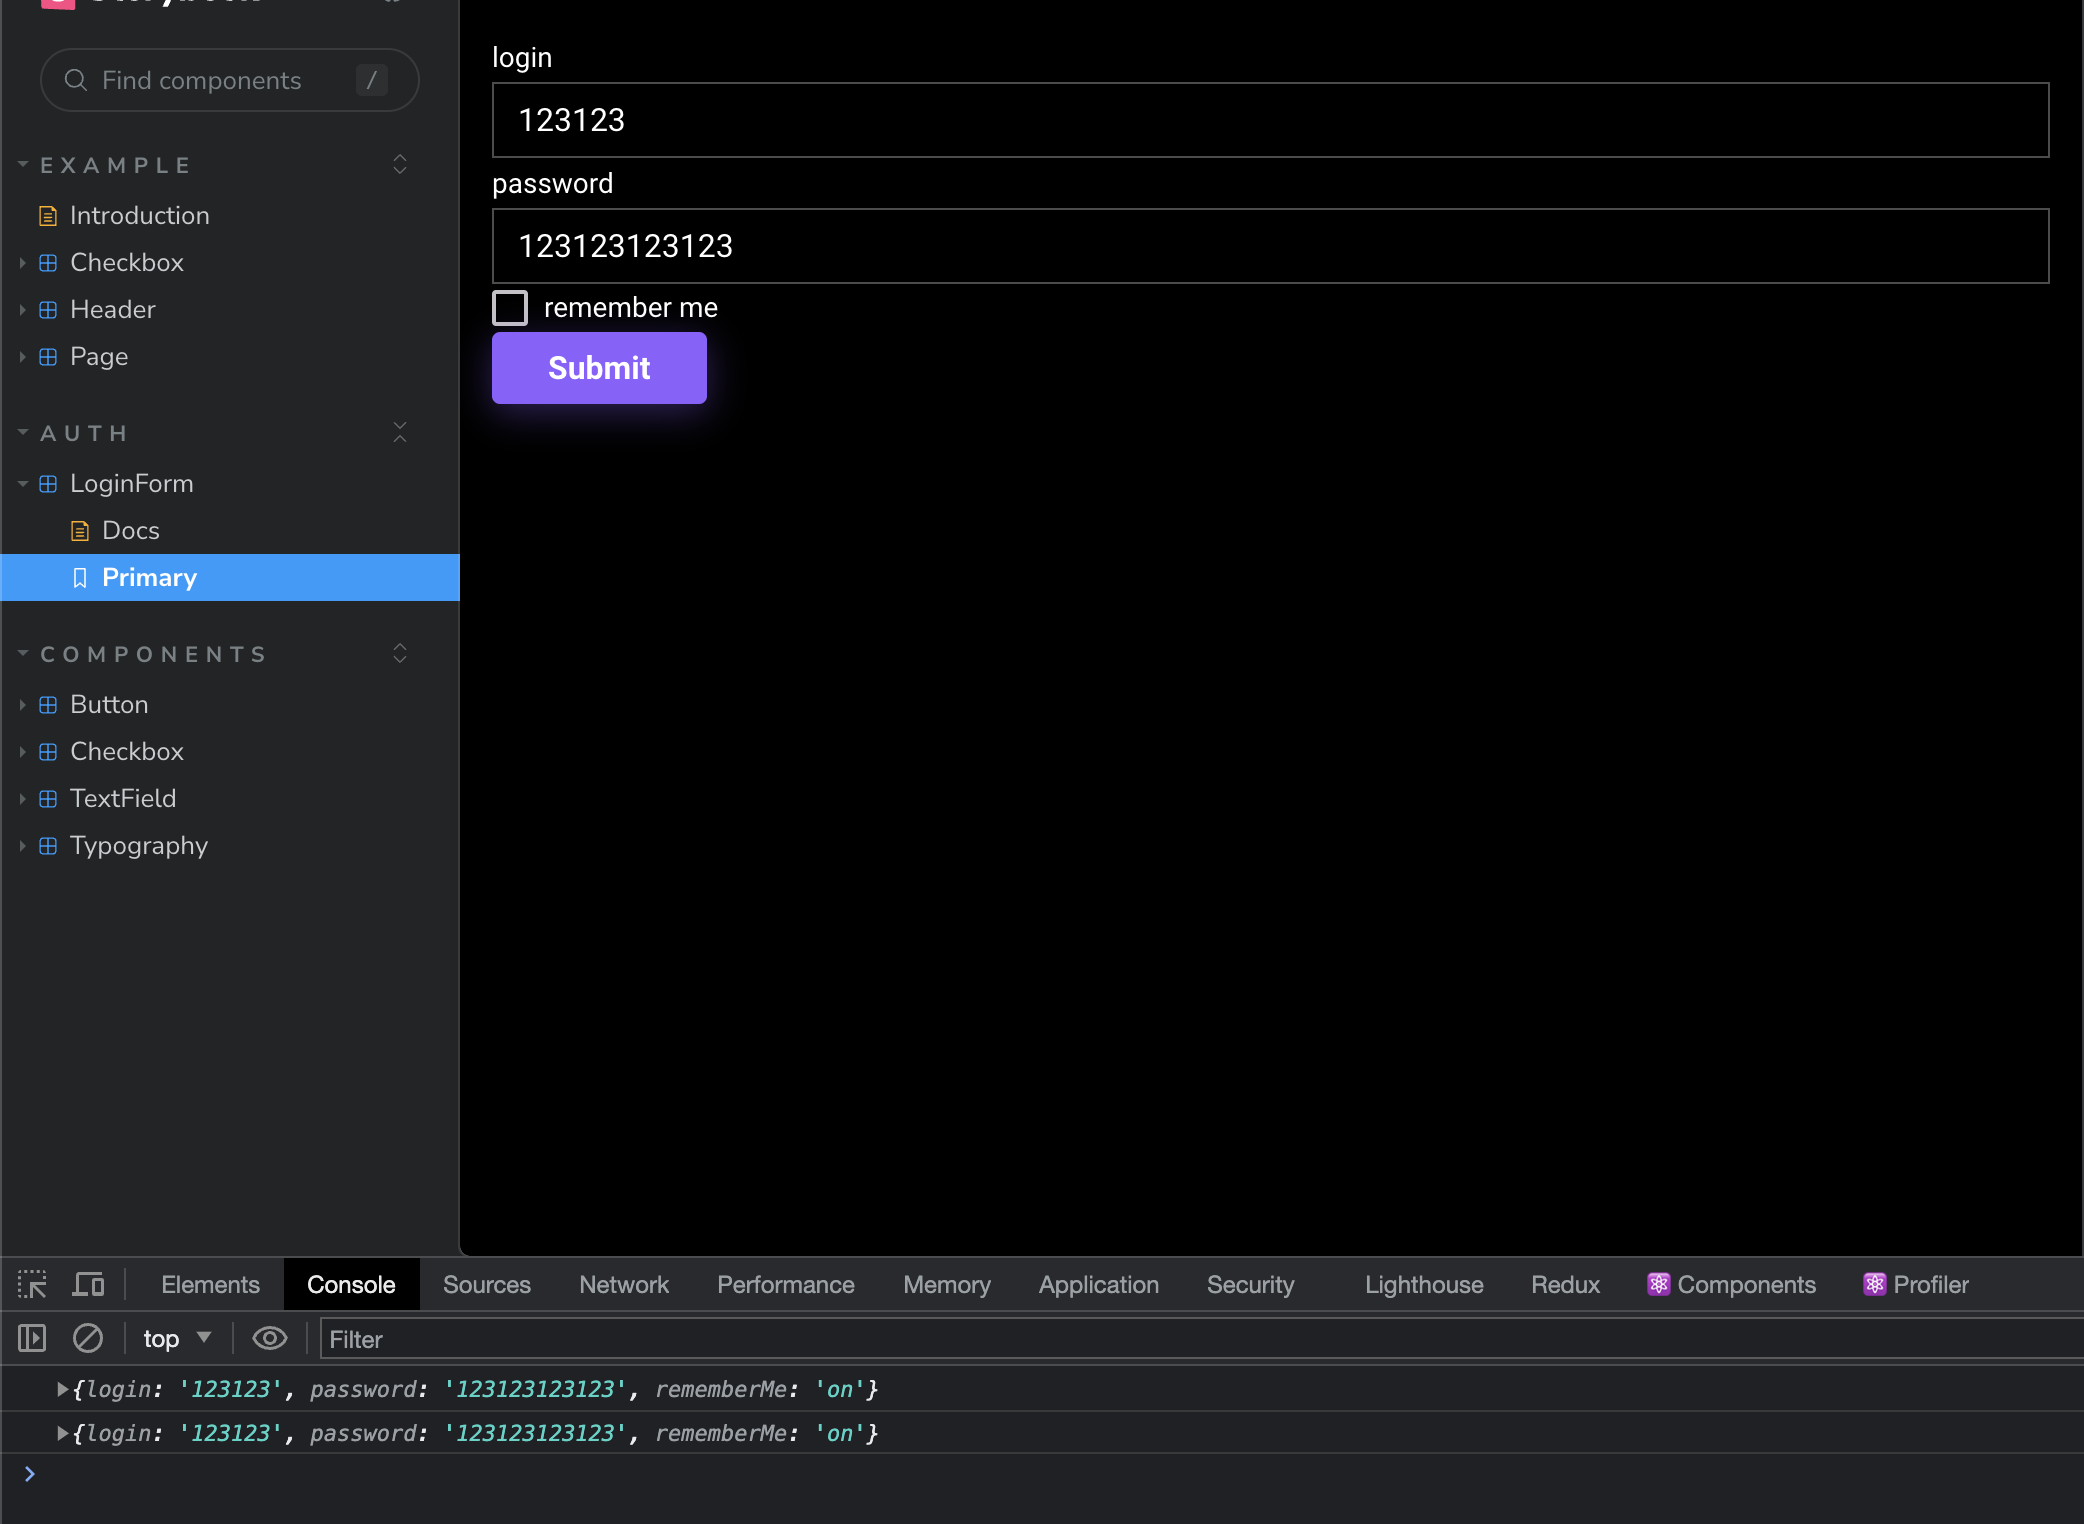 Find components /
EXAMPLE
Introduction
Checkbox
Header
Page
AUTH
LoginForm
Docs
Primary
COMPONENTS
Button
Checkbox
TextField
Typography
login
123123
password
123123123123
remember me
Submit
Elements Console Sources Network Performance Memory Application Security Lighthouse Redux Components Profiler
top Filter
{login: '123123', password: '123123123123', rememberMe: 'on'}
{login: '123123', password: '123123123123', rememberMe: 'on'}